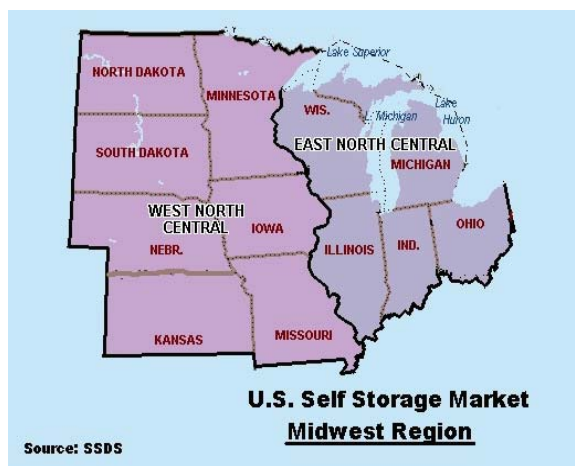 Lake Superior
NORTH DAKOTA
MINNESOTA
WIS.
L. Michigan
Lake
Huron
EAST NORTH CENTRAL
SOUTH DAKOTA
MICHIGAN
WEST NORTH
CENTRAL
IOWA
OHIO
NEBR.
ILLINOIS
IND.
KANSAS
MISSOURI
U.S. Self Storage Market
Midwest Region
Source: SSDS